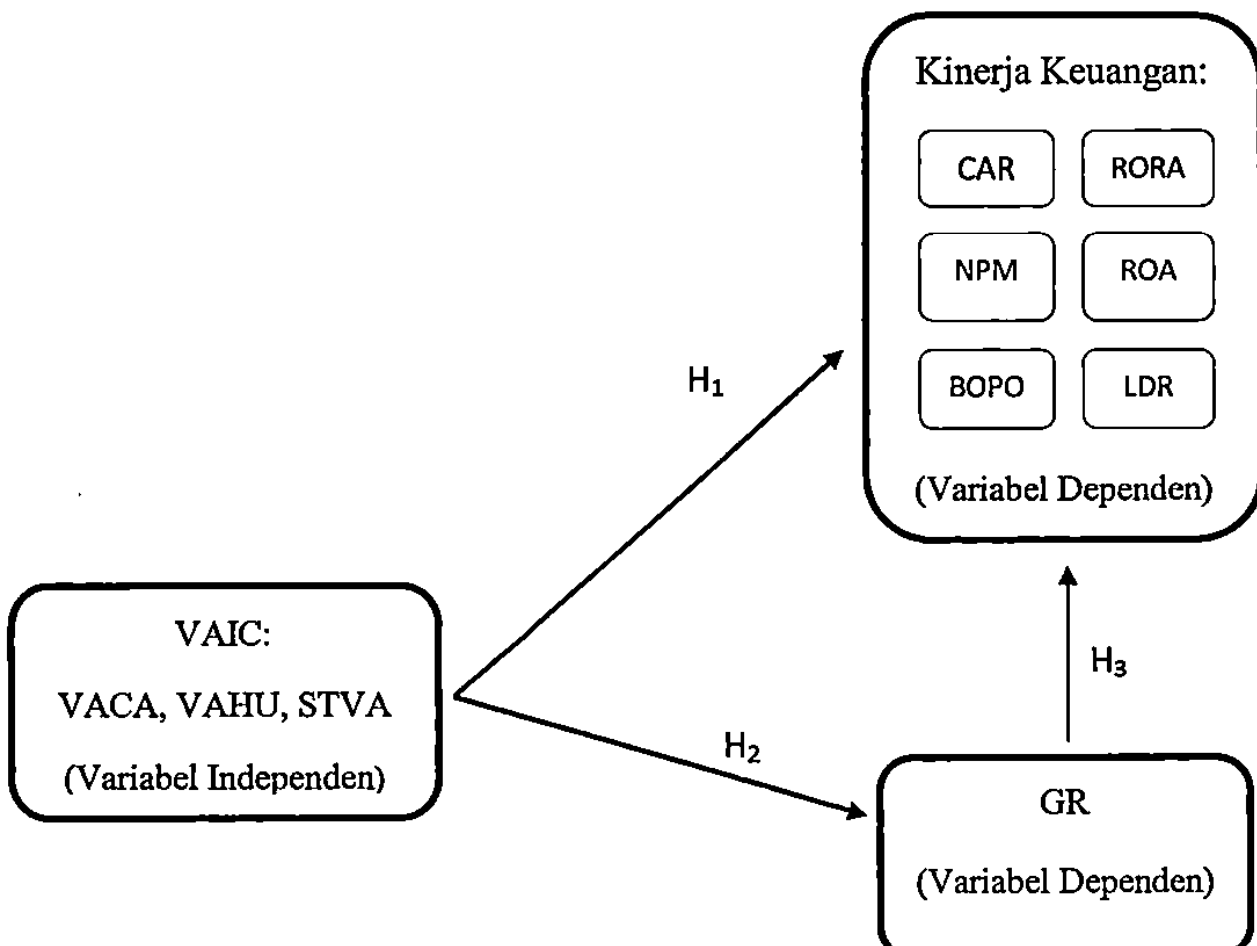 Kinerja Keuangan:
CAR RORA
NPM ROA
BOPO LDR
(Variabel Dependen)
H₁
VAIC:
VACA, VAHU, STVA
(Variabel Independen)
H₂
H₃
GR
(Variabel Dependen)